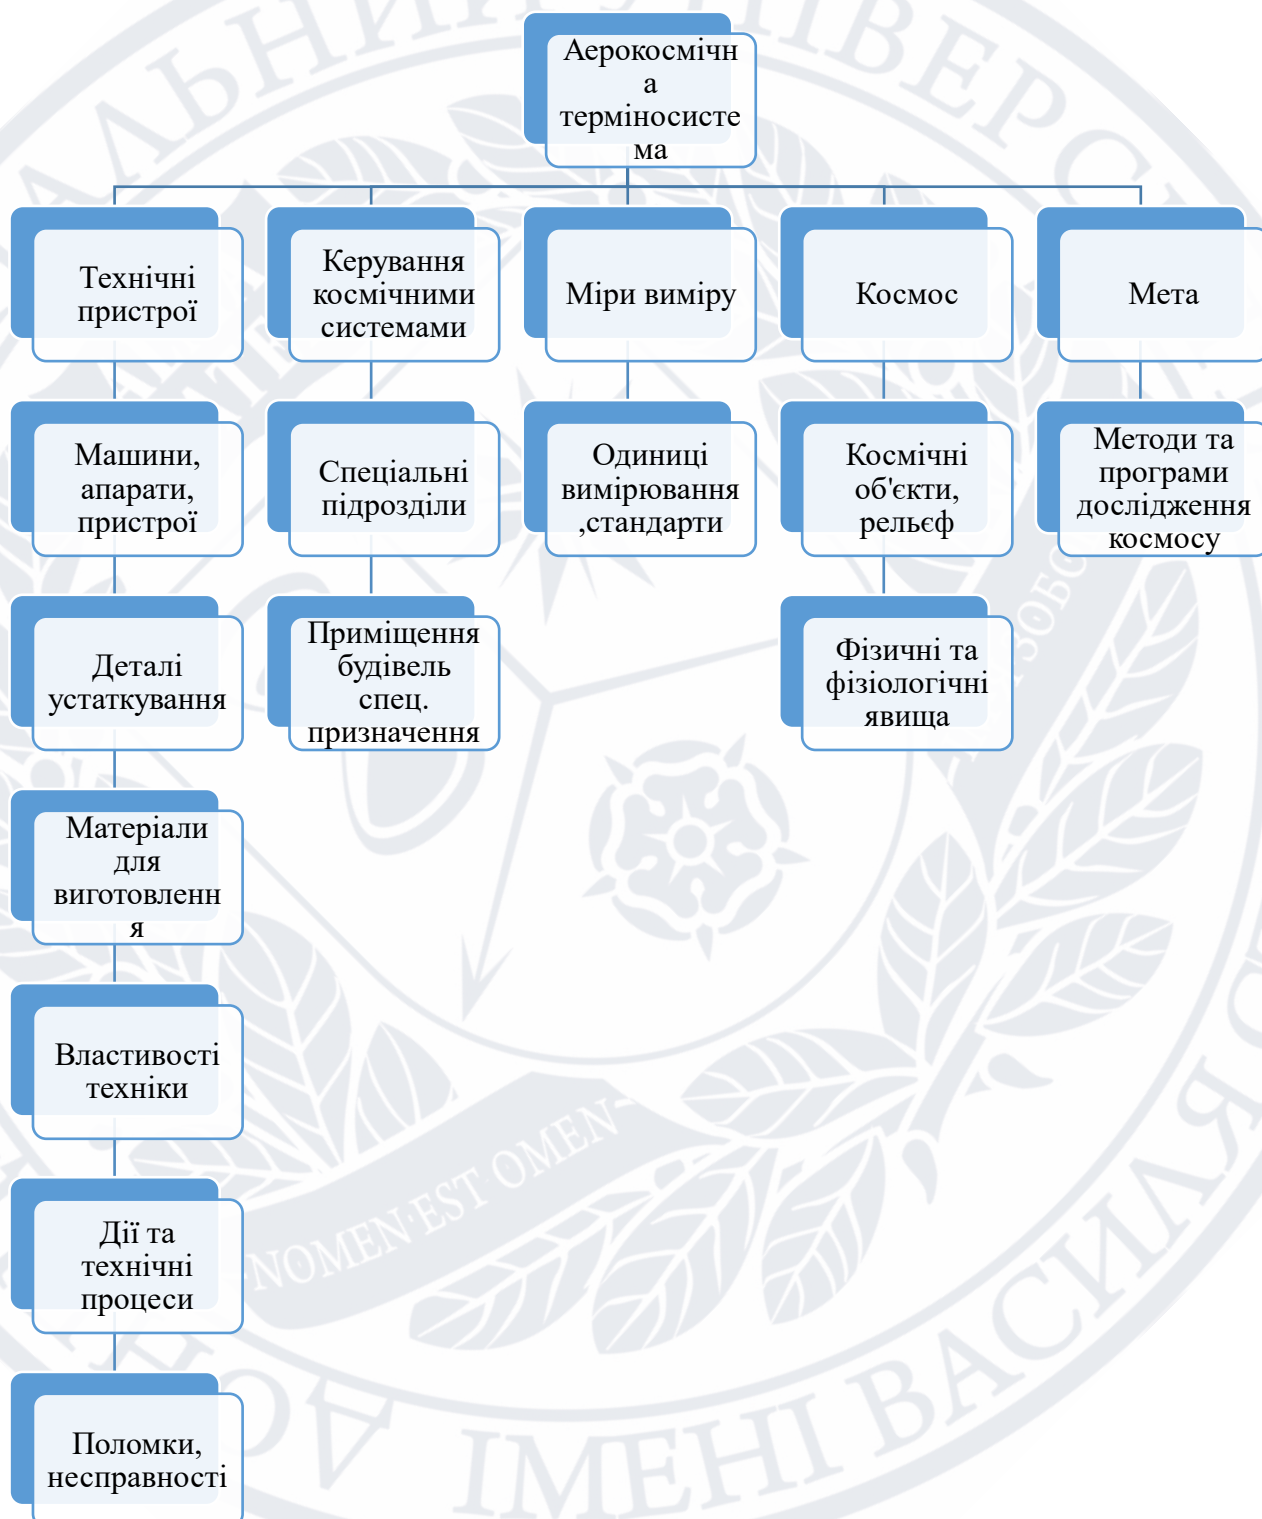 Аерокосмічн
а
терміносисте
ма
Технічні
пристрої
Керування
космічними
системами
Міри виміру
Космос
Мета
Машини,
апарати,
пристрої
Спеціальні
підрозділи
Одиниці
вимірювання
,стандарти
Космічні
об'єкти,
рельєф
Методи та
програми
дослідження
космосу
Деталі
устаткування
Приміщення
будівель
спец.
призначення
Фізичні та
фізіологічні
явища
Матеріали
для
виготовленн
я
Властивості
техніки
Дії та
технічні
процеси
Поломки,
несправності
NOMEN·EST·OMEN
ІМЕНІ ВАСИЛЯ